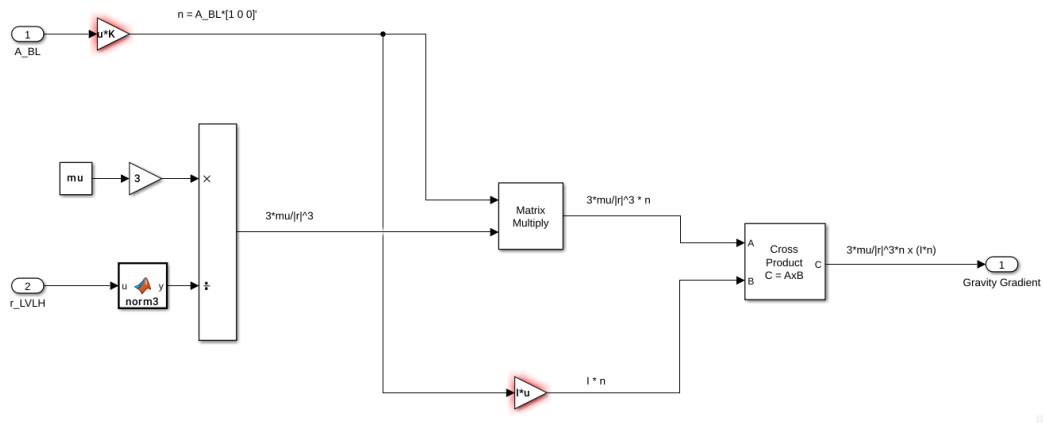 n = A_BL*[1 0 0]'
1
u*K
A_BL
mu
3
×
3*mu/|r|^3
Matrix
Multiply
3*mu/|r|^3 * n
A
Cross
Product
C = AxB
B
C
3*mu/|r|^3*n x (I*n)
1
Gravity Gradient
2
r_LVLH
u
y
norm3
÷
I * n
I*u